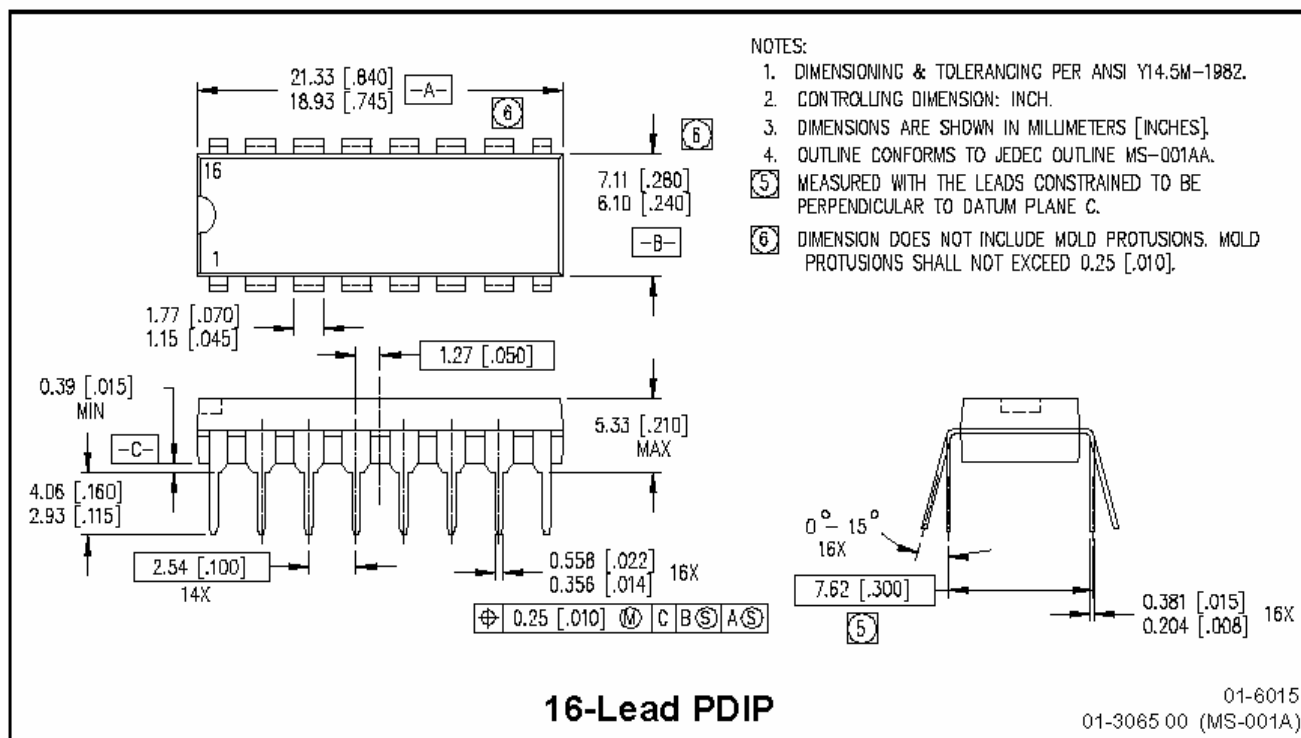 21.33 [.840]
18.93 [.745]
-A-
6
6
16
1
7.11 [.280]
6.10 [.240]
-B-
1.77 [.070]
1.15 [.045]
1.27 [.050]
0.39 [.015]
MIN
-C-
4.06 [.160]
2.93 [.115]
5.33 [.210]
MAX
2.54 [.100]
14X
0.558 [.022]
0.356 [.014]
16X
⌖ 0.25 [.010] Ⓜ C B Ⓢ A Ⓢ
NOTES:
1. DIMENSIONING & TOLERANCING PER ANSI Y14.5M-1982.
2. CONTROLLING DIMENSION: INCH.
3. DIMENSIONS ARE SHOWN IN MILLIMETERS [INCHES].
4. OUTLINE CONFORMS TO JEDEC OUTLINE MS-001AA.
5 MEASURED WITH THE LEADS CONSTRAINED TO BE
PERPENDICULAR TO DATUM PLANE C.
6 DIMENSION DOES NOT INCLUDE MOLD PROTUSIONS. MOLD
PROTUSIONS SHALL NOT EXCEED 0.25 [.010].
0°-15°
16X
7.62 [.300]
5
0.381 [.015]
0.204 [.008]
16X
16-Lead PDIP
01-6015
01-3065 00 (MS-001A)